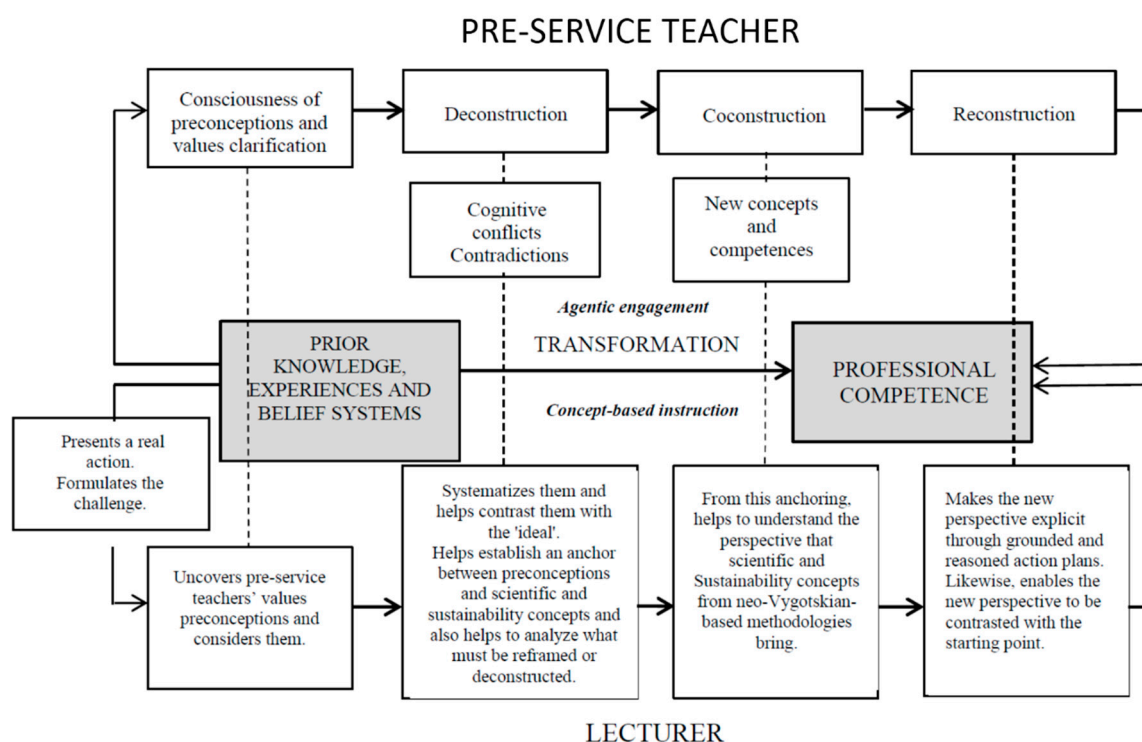 PRE-SERVICE TEACHER
Consciousness of
preconceptions and
values clarification
Deconstruction
Coconstruction
Reconstruction
Cognitive
conflicts
Contradictions
New concepts
and
competences
Agentic engagement
TRANSFORMATION
Concept-based instruction
PRIOR
KNOWLEDGE,
EXPERIENCES AND
BELIEF SYSTEMS
PROFESSIONAL
COMPETENCE
Presents a real
action.
Formulates the
challenge.
Uncovers pre-service
teachers’ values
preconceptions and
considers them.
Systematizes them and
helps contrast them with
the 'ideal'.
Helps establish an anchor
between preconceptions
and scientific and
sustainability concepts and
also helps to analyze what
must be reframed or
deconstructed.
From this anchoring,
helps to understand the
perspective that
scientific and
Sustainability concepts
from neo-Vygotskian-
based methodologies
bring.
Makes the new
perspective explicit
through grounded and
reasoned action plans.
Likewise, enables the
new perspective to be
contrasted with the
starting point.
LECTURER